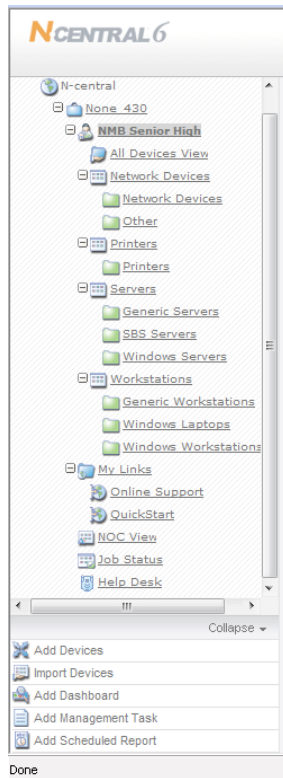 NCENTRAL 6
N-central
None_430
NMB Senior High
All Devices View
Network Devices
Network Devices
Other
Printers
Printers
Servers
Generic Servers
SBS Servers
Windows Servers
Workstations
Generic Workstations
Windows Laptops
Windows Workstations
My Links
Online Support
QuickStart
NOC View
Job Status
Help Desk
Collapse
Add Devices
Import Devices
Add Dashboard
Add Management Task
Add Scheduled Report
Done